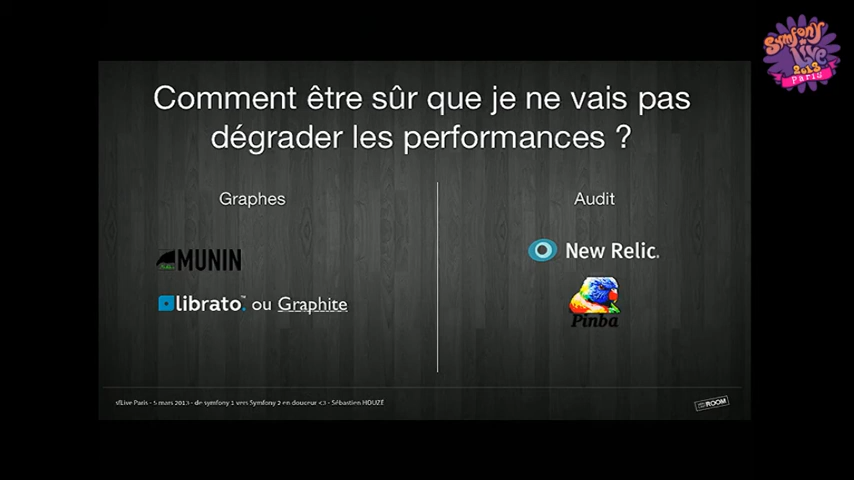 Symfony
Live
2013
Paris
Comment être sûr que je ne vais pas
dégrader les performances ?
Graphes
Audit
MUNIN
librato™ ou Graphite
New Relic.
Pinba
sfLive Paris - 5 mars 2013 - de symfony 1 vers Symfony 2 en douceur <3 - Sébastien HOUZÉ
ROOM